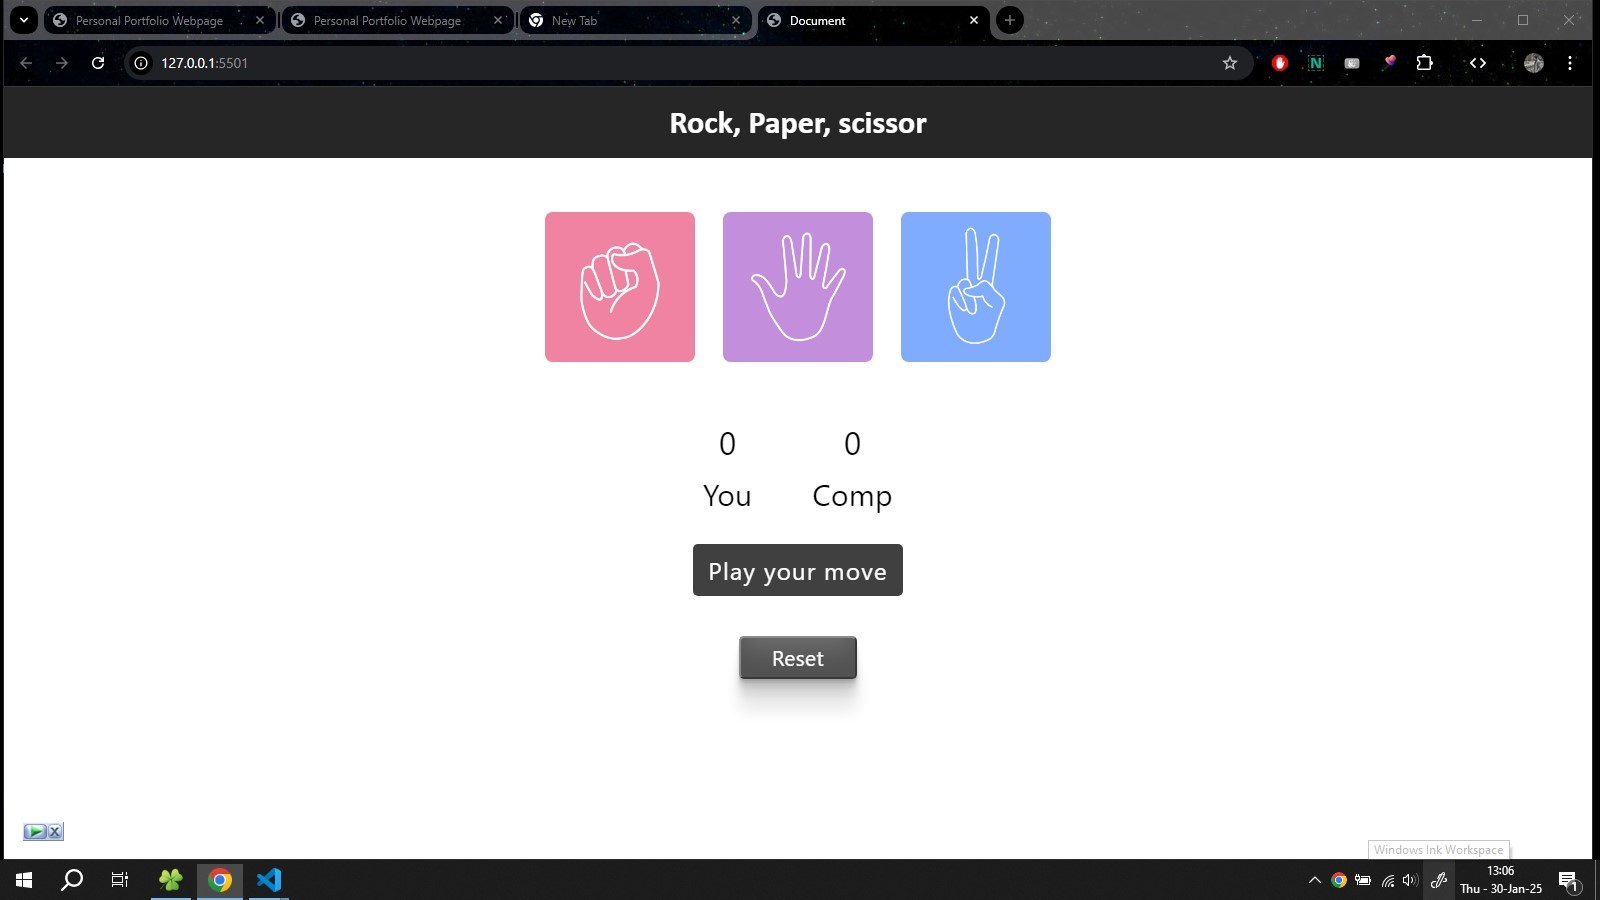 Personal Portfolio Webpage
Personal Portfolio Webpage
New Tab
Document
127.0.0.1:5501
N
Rock, Paper, scissor
0
0
You
Comp
Play your move
Reset
Windows Ink Workspace
13:06
Thu - 30-Jan-25
1